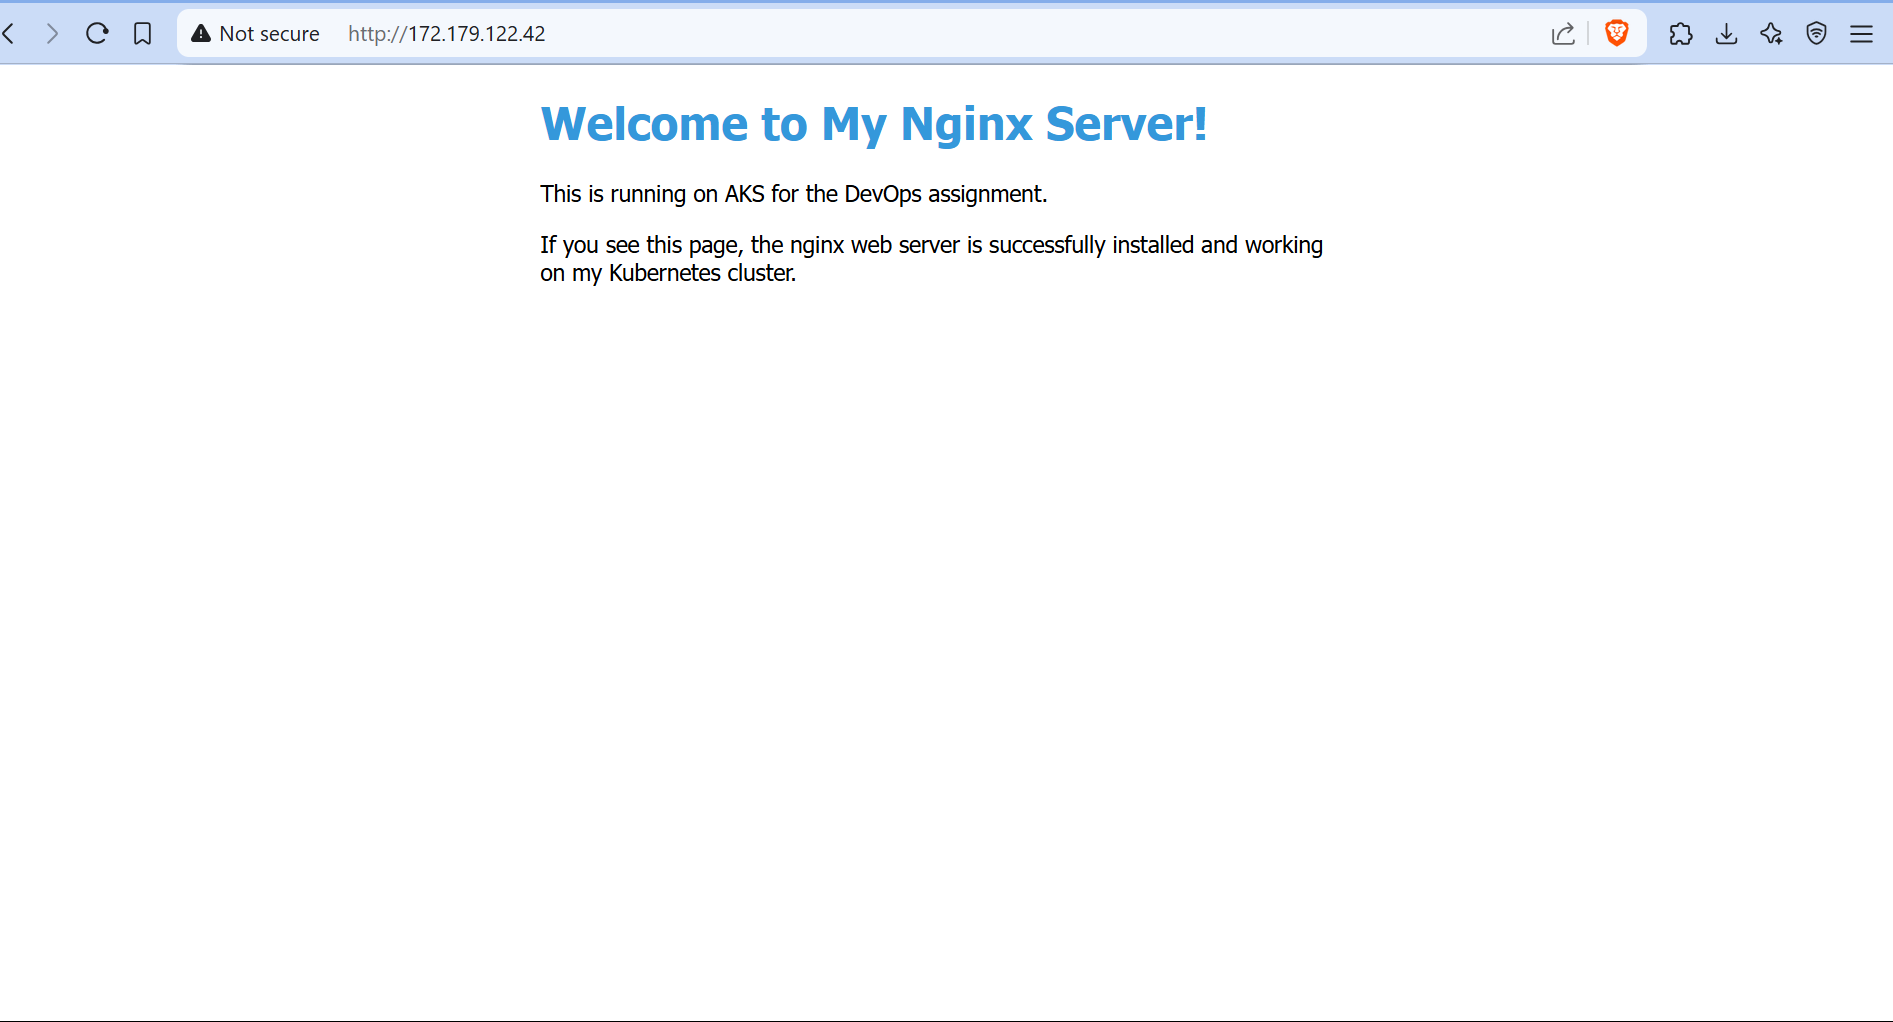 Not secure http://172.179.122.42
Welcome to My Nginx Server!
This is running on AKS for the DevOps assignment.
If you see this page, the nginx web server is successfully installed and working
on my Kubernetes cluster.